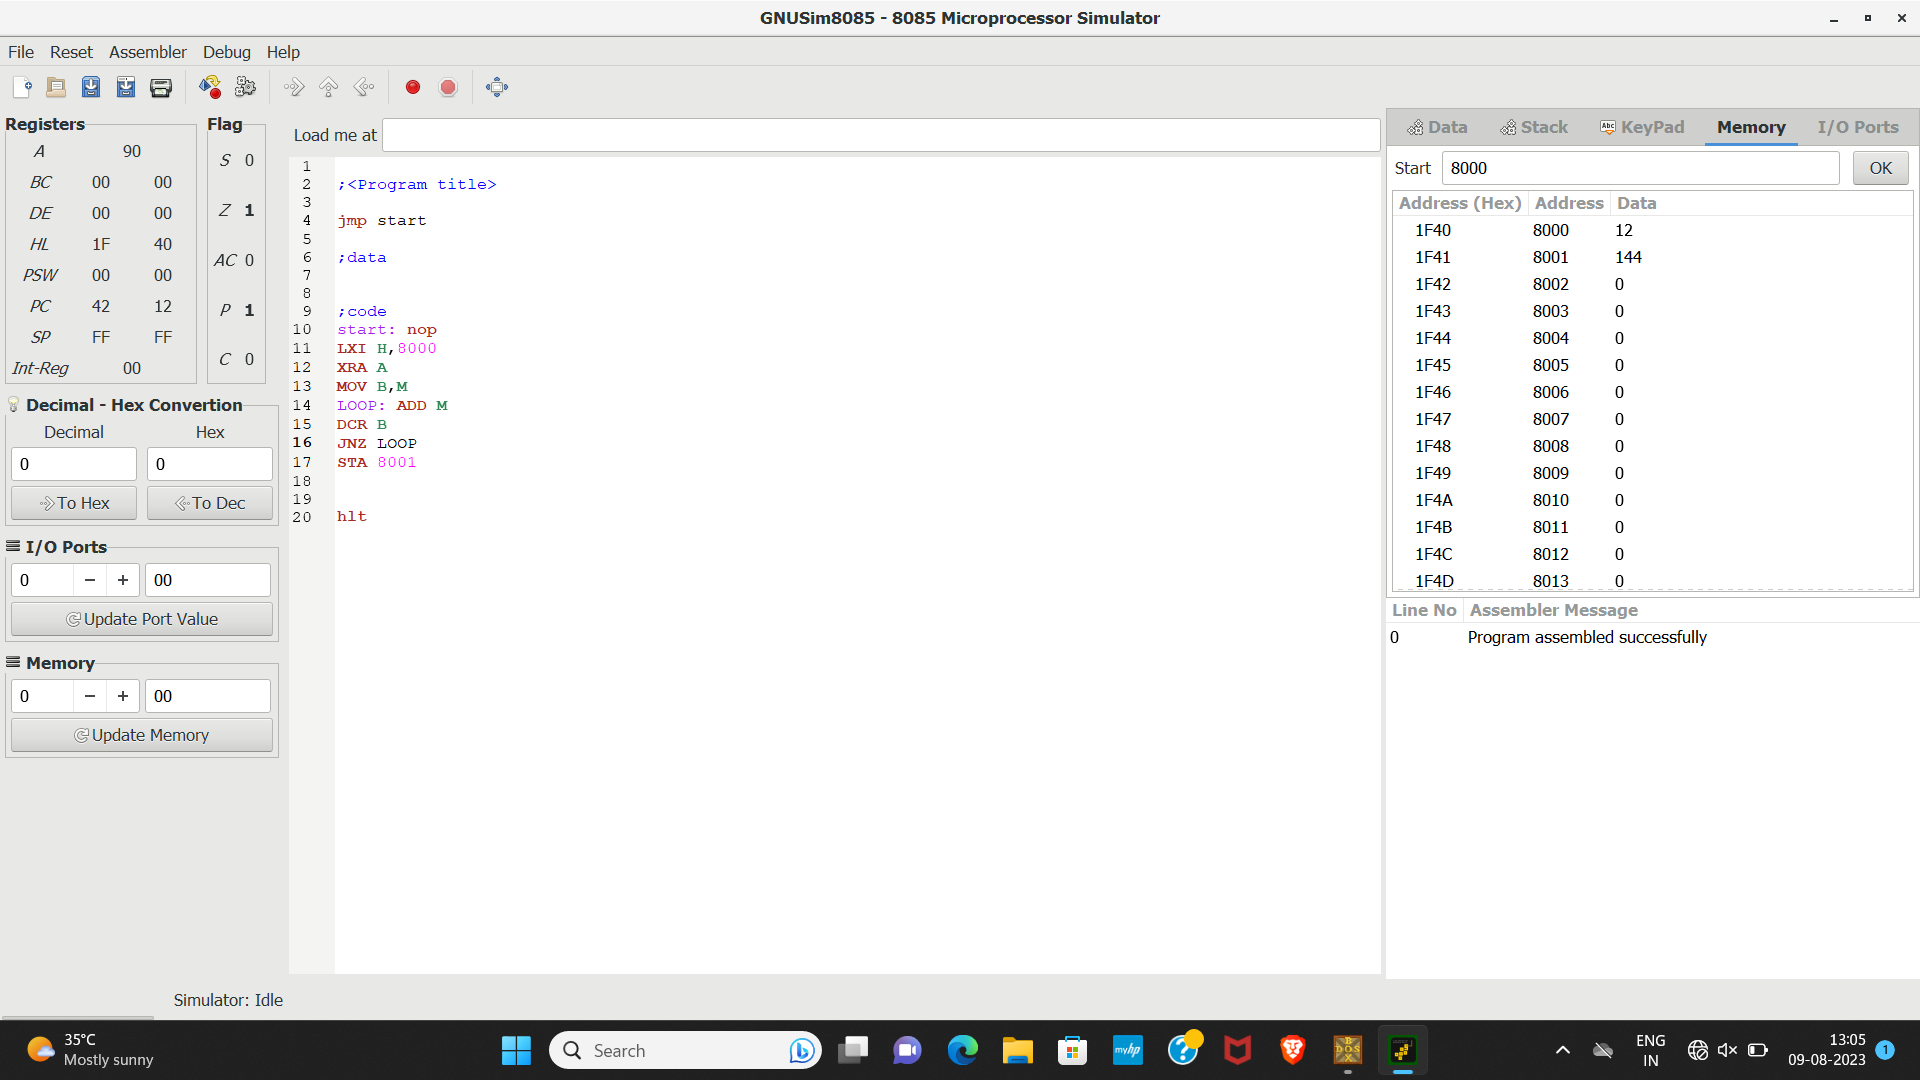 GNUSim8085 - 8085 Microprocessor Simulator
File Reset Assembler Debug Help
Registers
A 90
BC 00 00
DE 00 00
HL 1F 40
PSW 00 00
PC 42 12
SP FF FF
Int-Reg 00
Flag
S 0
Z 1
AC 0
P 1
C 0
Decimal - Hex Convertion
Decimal Hex
0 0
To Hex To Dec
I/O Ports
0 − + 00
Update Port Value
Memory
0 − + 00
Update Memory
Load me at
1
2 ;<Program title>
3
4 jmp start
5
6 ;data
7
8
9 ;code
10 start: nop
11 LXI H,8000
12 XRA A
13 MOV B,M
14 LOOP: ADD M
15 DCR B
16 JNZ LOOP
17 STA 8001
18
19
20 hlt
Data Stack Abc KeyPad Memory I/O Ports
Start 8000 OK
Address (Hex) Address Data
1F40 8000 12
1F41 8001 144
1F42 8002 0
1F43 8003 0
1F44 8004 0
1F45 8005 0
1F46 8006 0
1F47 8007 0
1F48 8008 0
1F49 8009 0
1F4A 8010 0
1F4B 8011 0
1F4C 8012 0
1F4D 8013 0
Line No Assembler Message
0 Program assembled successfully
Simulator: Idle
35°C
Mostly sunny
Search
myhp
DOS
BOX
ENG
IN
13:05
09-08-2023
1